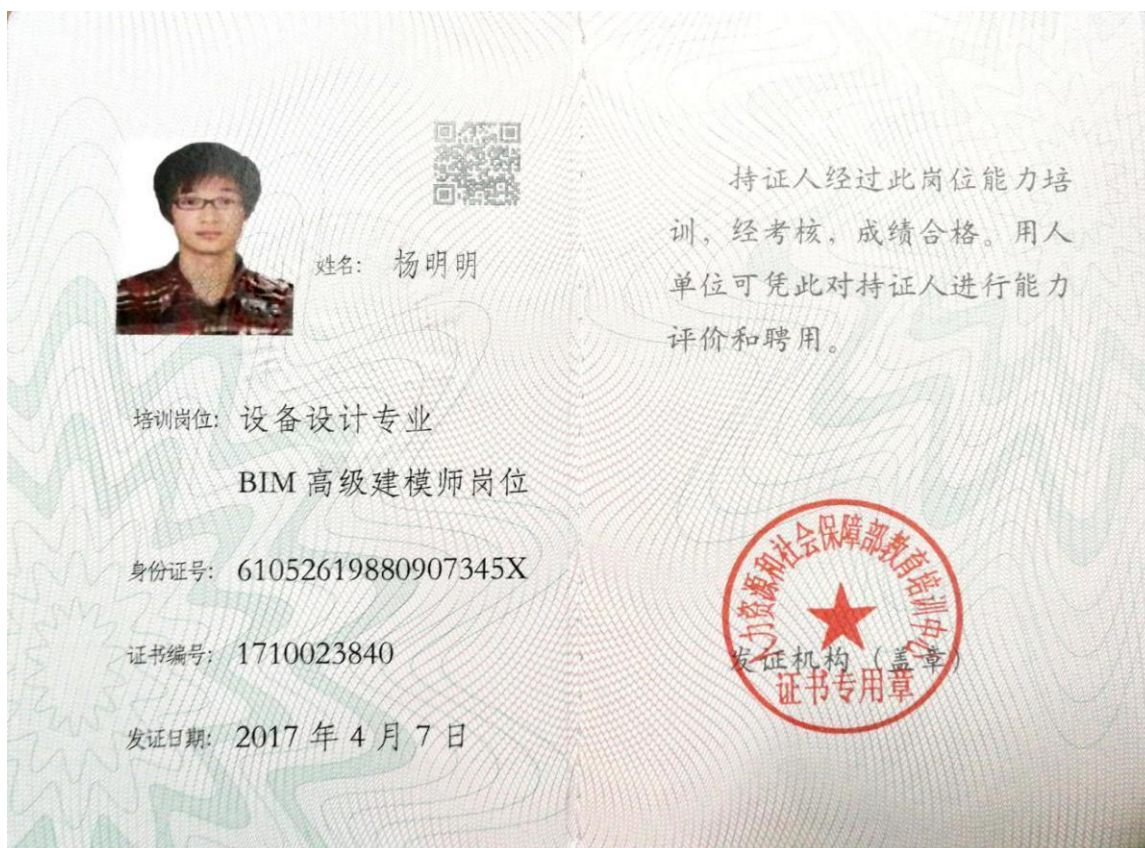 姓名： 杨明明
培训岗位： 设备设计专业
BIM 高级建模师岗位
身份证号： 61052619880907345X
证书编号： 1710023840
发证日期： 2017 年 4 月 7 日
持证人经过此岗位能力培
训，经考核，成绩合格。用人
单位可凭此对持证人进行能力
评价和聘用。
人力资源和社会保障部教育培训中心
发证机构（盖章）
证书专用章